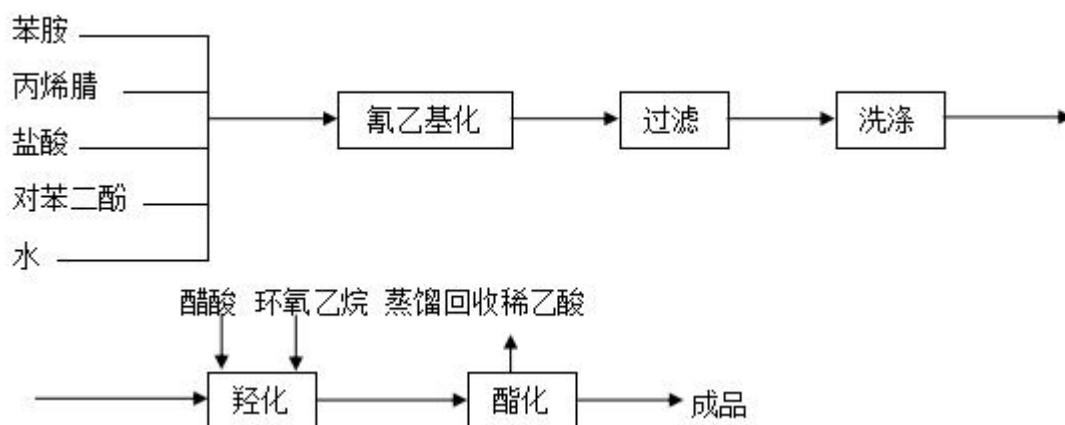 苯胺
丙烯腈
盐酸
对苯二酚
水
氰乙基化
过滤
洗涤
醋酸 环氧乙烷 蒸馏回收稀乙酸
羟化
酯化
成品